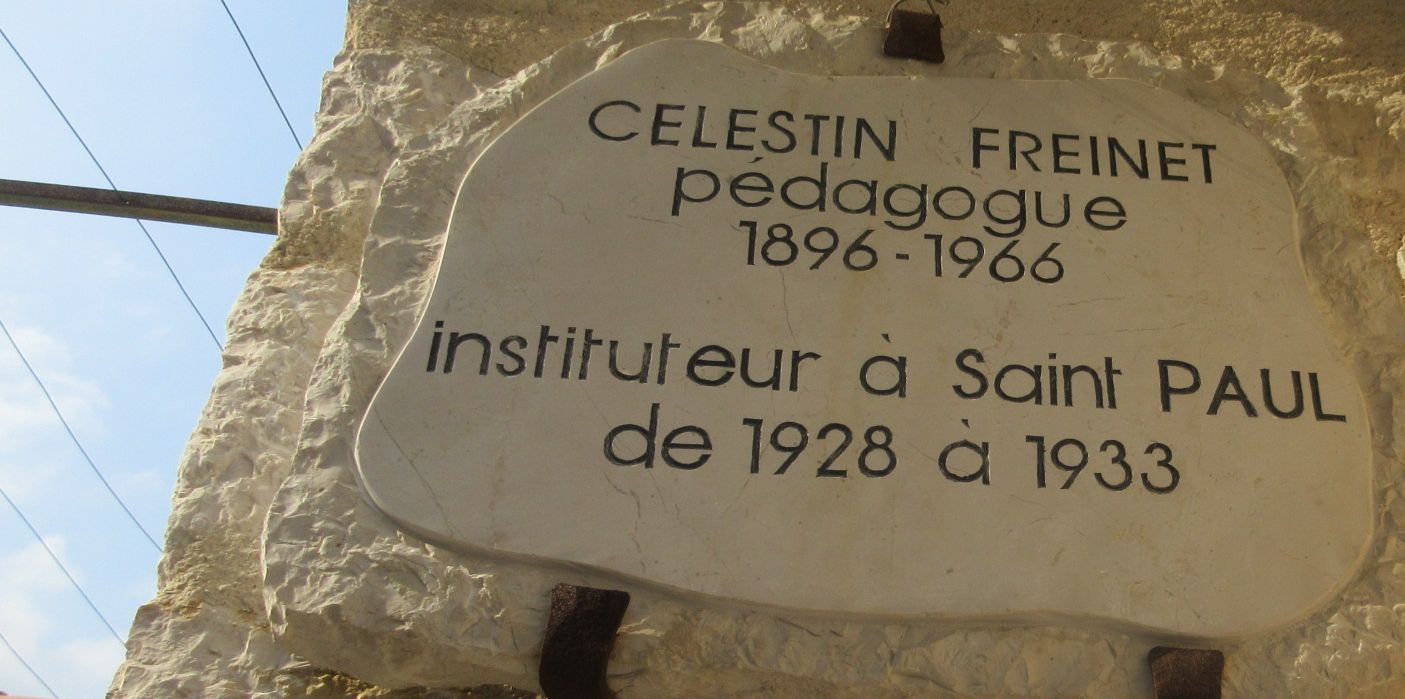 CELESTIN FREINET
pédagogue
1896 - 1966
instituteur à Saint PAUL
de 1928 à 1933